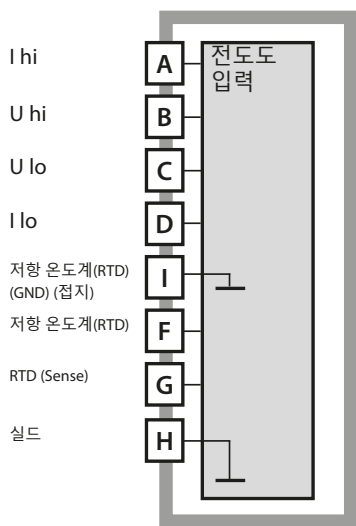 I hi
A
전도도
입력
U hi
B
U lo
C
I lo
D
저항 온도계(RTD)
(GND) (접지)
I
저항 온도계(RTD)
F
RTD (Sense)
G
실드
H